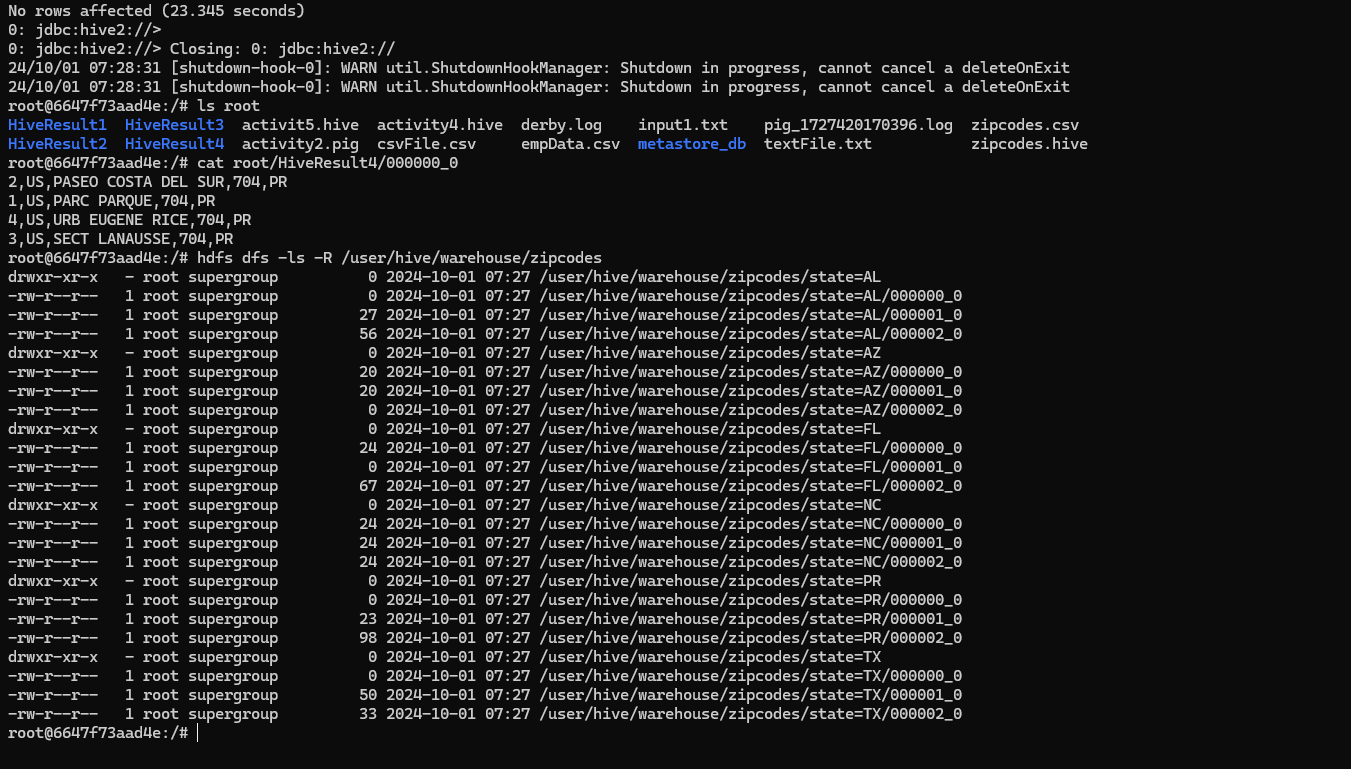 No rows affected (23.345 seconds)
0: jdbc:hive2://>
0: jdbc:hive2://> Closing: 0: jdbc:hive2://
24/10/01 07:28:31 [shutdown-hook-0]: WARN util.ShutdownHookManager: Shutdown in progress, cannot cancel a deleteOnExit
24/10/01 07:28:31 [shutdown-hook-0]: WARN util.ShutdownHookManager: Shutdown in progress, cannot cancel a deleteOnExit
root@6647f73aad4e:/# ls root
HiveResult1  HiveResult3  activit5.hive  activity4.hive  derby.log    input1.txt    pig_1727420170396.log  zipcodes.csv
HiveResult2  HiveResult4  activity2.pig  csvFile.csv     empData.csv  metastore_db  textFile.txt           zipcodes.hive
root@6647f73aad4e:/# cat root/HiveResult4/000000_0
2,US,PASEO COSTA DEL SUR,704,PR
1,US,PARC PARQUE,704,PR
4,US,URB EUGENE RICE,704,PR
3,US,SECT LANAUSSE,704,PR
root@6647f73aad4e:/# hdfs dfs -ls -R /user/hive/warehouse/zipcodes
drwxr-xr-x   - root supergroup          0 2024-10-01 07:27 /user/hive/warehouse/zipcodes/state=AL
-rw-r--r--   1 root supergroup          0 2024-10-01 07:27 /user/hive/warehouse/zipcodes/state=AL/000000_0
-rw-r--r--   1 root supergroup         27 2024-10-01 07:27 /user/hive/warehouse/zipcodes/state=AL/000001_0
-rw-r--r--   1 root supergroup         56 2024-10-01 07:27 /user/hive/warehouse/zipcodes/state=AL/000002_0
drwxr-xr-x   - root supergroup          0 2024-10-01 07:27 /user/hive/warehouse/zipcodes/state=AZ
-rw-r--r--   1 root supergroup         20 2024-10-01 07:27 /user/hive/warehouse/zipcodes/state=AZ/000000_0
-rw-r--r--   1 root supergroup         20 2024-10-01 07:27 /user/hive/warehouse/zipcodes/state=AZ/000001_0
-rw-r--r--   1 root supergroup          0 2024-10-01 07:27 /user/hive/warehouse/zipcodes/state=AZ/000002_0
drwxr-xr-x   - root supergroup          0 2024-10-01 07:27 /user/hive/warehouse/zipcodes/state=FL
-rw-r--r--   1 root supergroup         24 2024-10-01 07:27 /user/hive/warehouse/zipcodes/state=FL/000000_0
-rw-r--r--   1 root supergroup          0 2024-10-01 07:27 /user/hive/warehouse/zipcodes/state=FL/000001_0
-rw-r--r--   1 root supergroup         67 2024-10-01 07:27 /user/hive/warehouse/zipcodes/state=FL/000002_0
drwxr-xr-x   - root supergroup          0 2024-10-01 07:27 /user/hive/warehouse/zipcodes/state=NC
-rw-r--r--   1 root supergroup         24 2024-10-01 07:27 /user/hive/warehouse/zipcodes/state=NC/000000_0
-rw-r--r--   1 root supergroup         24 2024-10-01 07:27 /user/hive/warehouse/zipcodes/state=NC/000001_0
-rw-r--r--   1 root supergroup         24 2024-10-01 07:27 /user/hive/warehouse/zipcodes/state=NC/000002_0
drwxr-xr-x   - root supergroup          0 2024-10-01 07:27 /user/hive/warehouse/zipcodes/state=PR
-rw-r--r--   1 root supergroup          0 2024-10-01 07:27 /user/hive/warehouse/zipcodes/state=PR/000000_0
-rw-r--r--   1 root supergroup         23 2024-10-01 07:27 /user/hive/warehouse/zipcodes/state=PR/000001_0
-rw-r--r--   1 root supergroup         98 2024-10-01 07:27 /user/hive/warehouse/zipcodes/state=PR/000002_0
drwxr-xr-x   - root supergroup          0 2024-10-01 07:27 /user/hive/warehouse/zipcodes/state=TX
-rw-r--r--   1 root supergroup          0 2024-10-01 07:27 /user/hive/warehouse/zipcodes/state=TX/000000_0
-rw-r--r--   1 root supergroup         50 2024-10-01 07:27 /user/hive/warehouse/zipcodes/state=TX/000001_0
-rw-r--r--   1 root supergroup         33 2024-10-01 07:27 /user/hive/warehouse/zipcodes/state=TX/000002_0
root@6647f73aad4e:/#